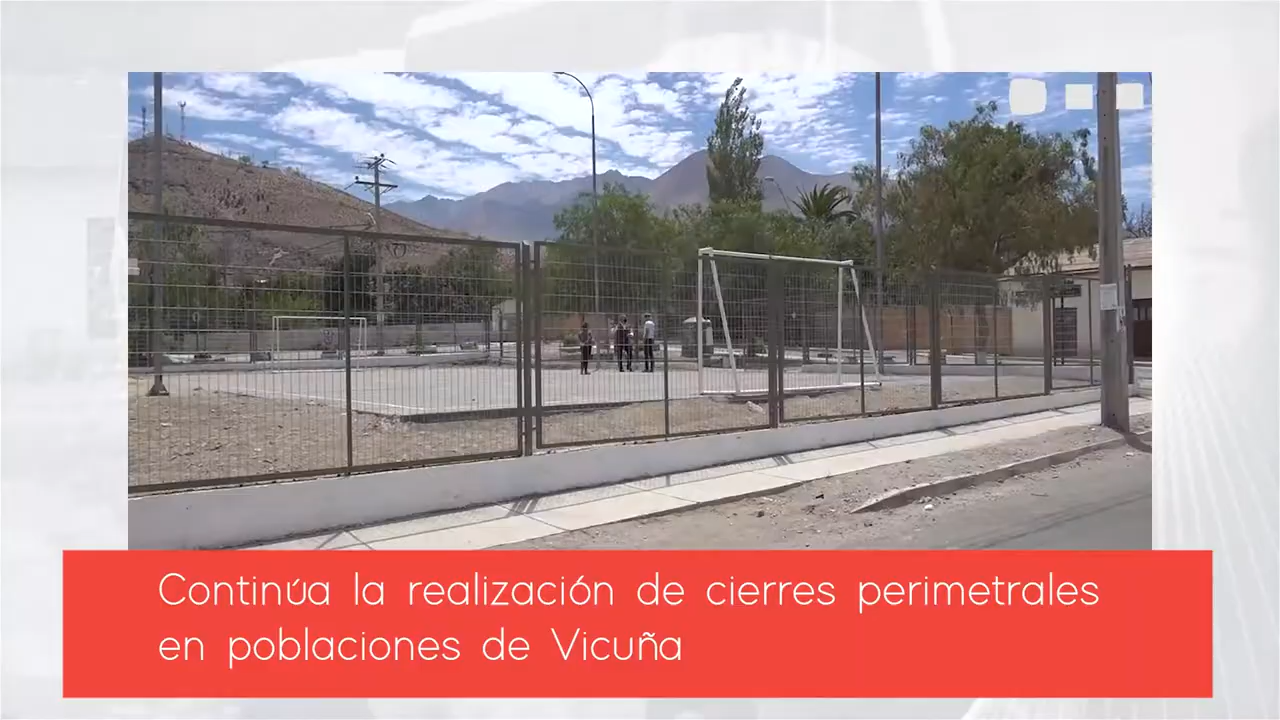 Continúa la realización de cierres perimetrales
en poblaciones de Vicuña